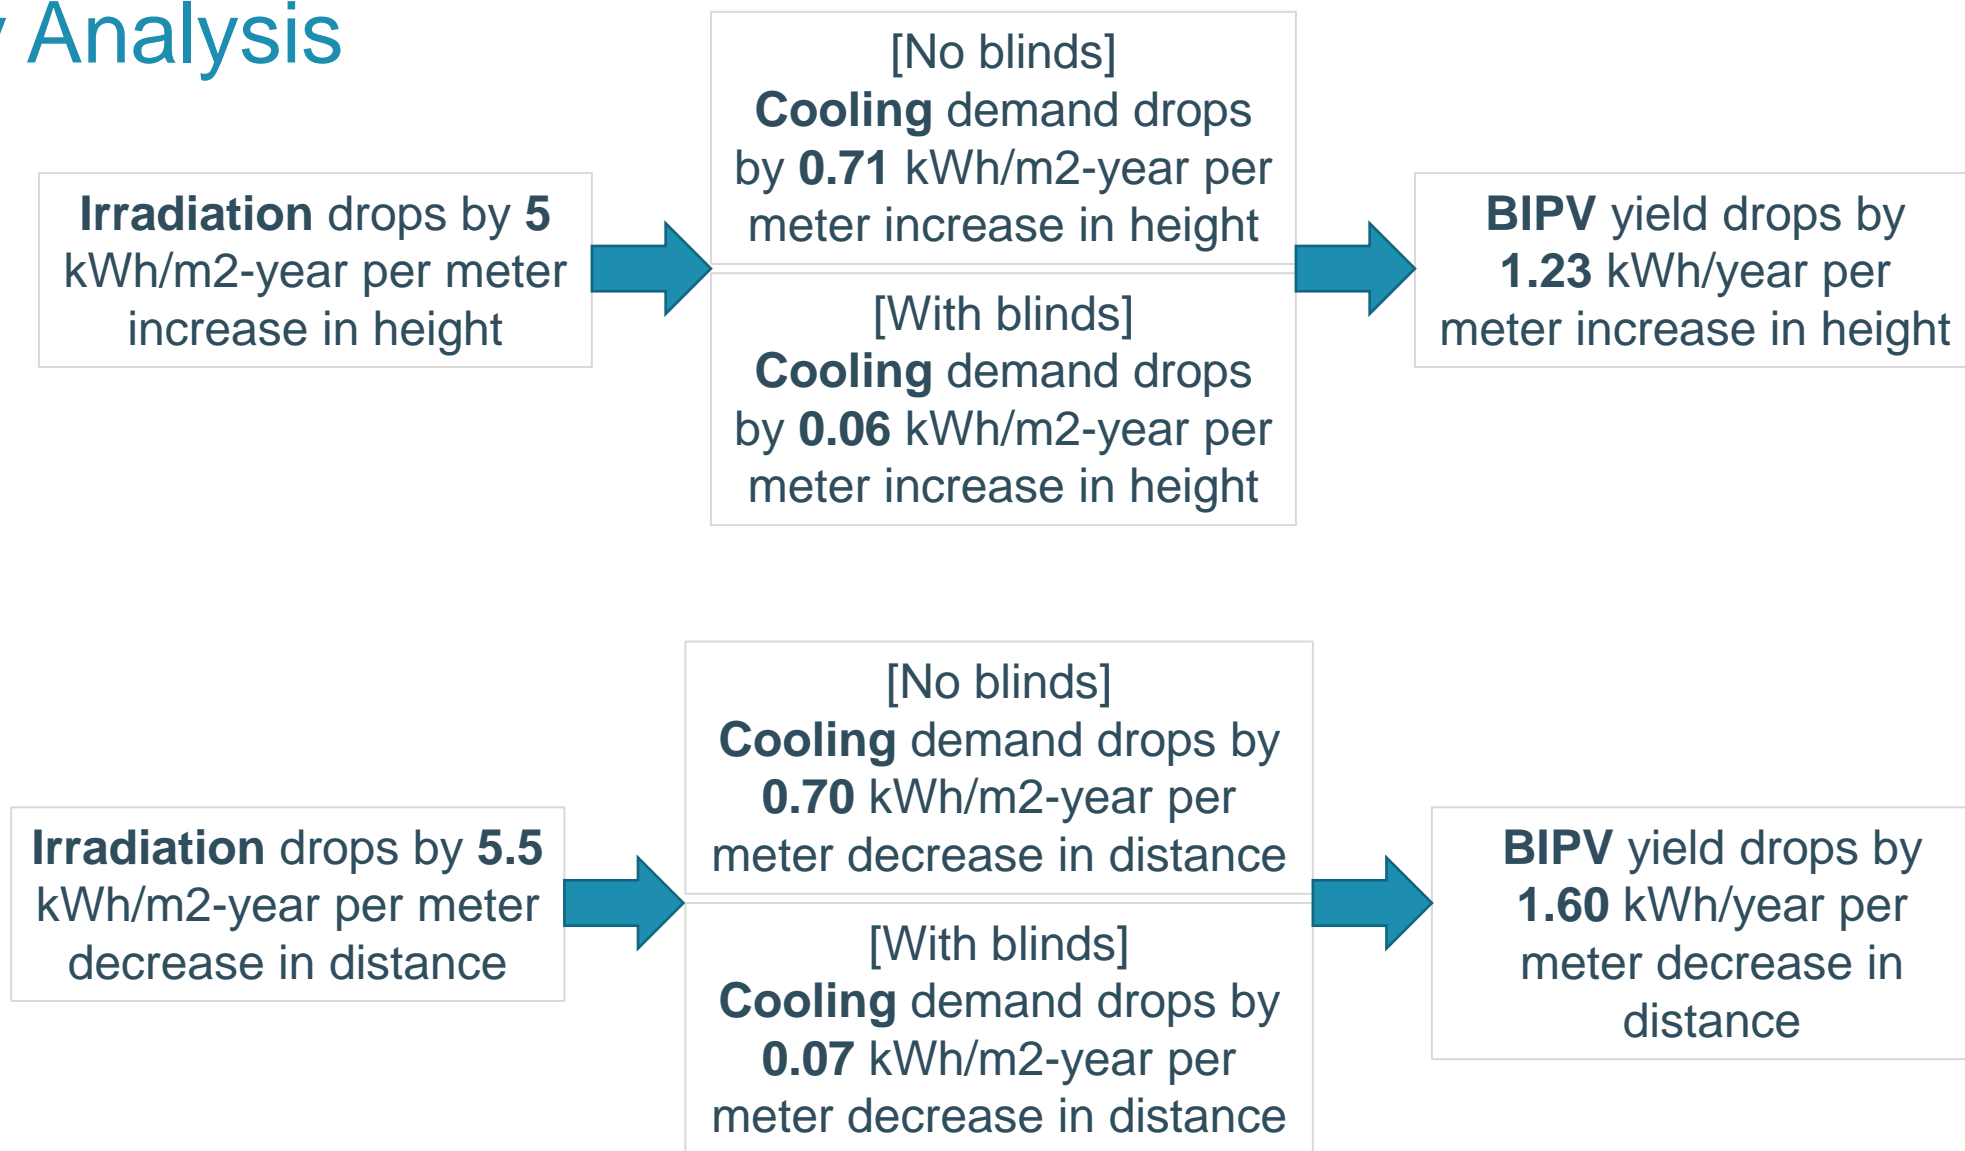 Analysis
[No blinds]
Cooling demand drops
by 0.71 kWh/m2-year per
meter increase in height
Irradiation drops by 5
kWh/m2-year per meter
increase in height
BIPV yield drops by
1.23 kWh/year per
meter increase in height
[With blinds]
Cooling demand drops
by 0.06 kWh/m2-year per
meter increase in height
[No blinds]
Cooling demand drops by
0.70 kWh/m2-year per
meter decrease in distance
Irradiation drops by 5.5
kWh/m2-year per meter
decrease in distance
BIPV yield drops by
1.60 kWh/year per
meter decrease in
distance
[With blinds]
Cooling demand drops by
0.07 kWh/m2-year per
meter decrease in distance